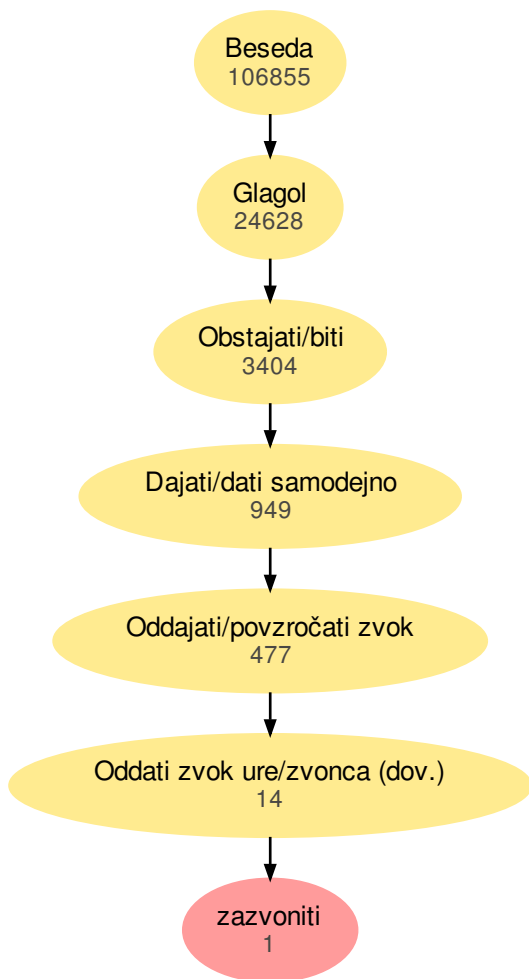 Beseda
106855
Glagol
24628
Obstajati/biti
3404
Dajati/dati samodejno
949
Oddajati/povzročati zvok
477
Oddati zvok ure/zvonca (dov.)
14
zazvoniti
1